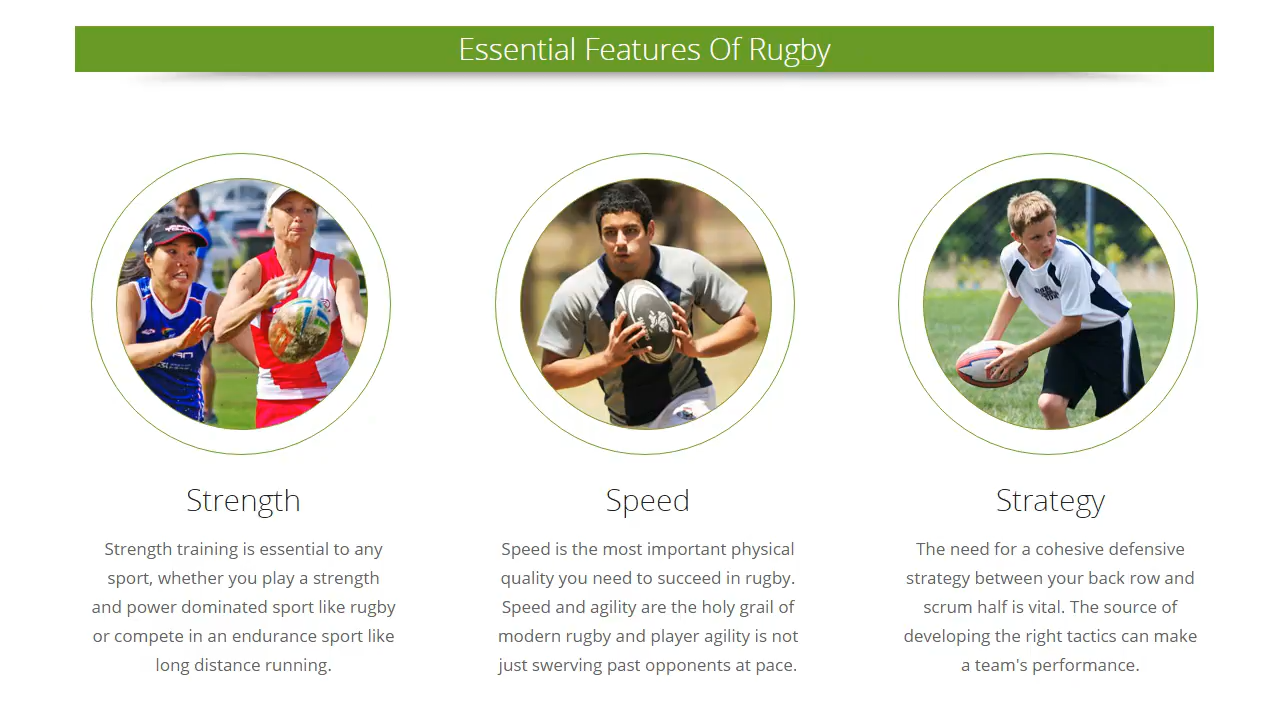 Essential Features Of Rugby
Strength
Strength training is essential to any
sport, whether you play a strength
and power dominated sport like rugby
or compete in an endurance sport like
long distance running.
Speed
Speed is the most important physical
quality you need to succeed in rugby.
Speed and agility are the holy grail of
modern rugby and player agility is not
just swerving past opponents at pace.
Strategy
The need for a cohesive defensive
strategy between your back row and
scrum half is vital. The source of
developing the right tactics can make
a team's performance.